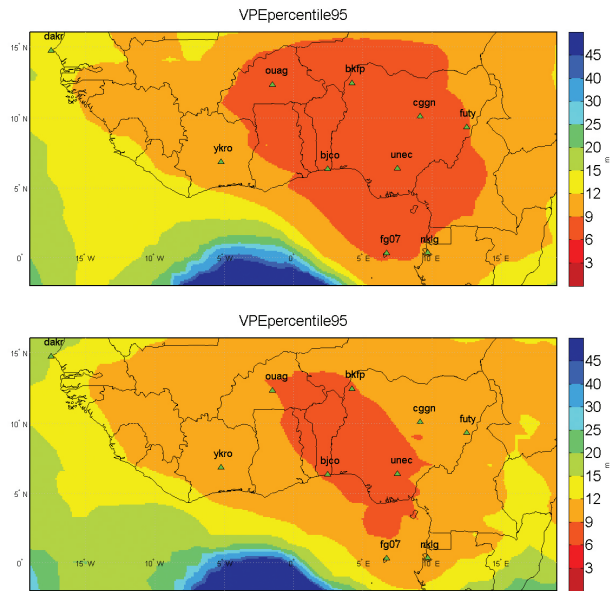 VPEpercentile95
dakr
15° N
ouag
bkfp
45
40
cggn
30
10° N
futy
25
20
m
ykro
bjco
unec
15
5° N
12
9
fg07
nklg
6
0°
15° W
10° W
5° W
0°
5° E
10° E
15° E
3
VPEpercentile95
dakr
15° N
ouag
bkfp
45
40
cggn
30
10° N
futy
25
20
m
ykro
bjco
unec
15
5° N
12
9
fg07
nklg
6
0°
15° W
10° W
5° W
0°
5° E
10° E
15° E
3